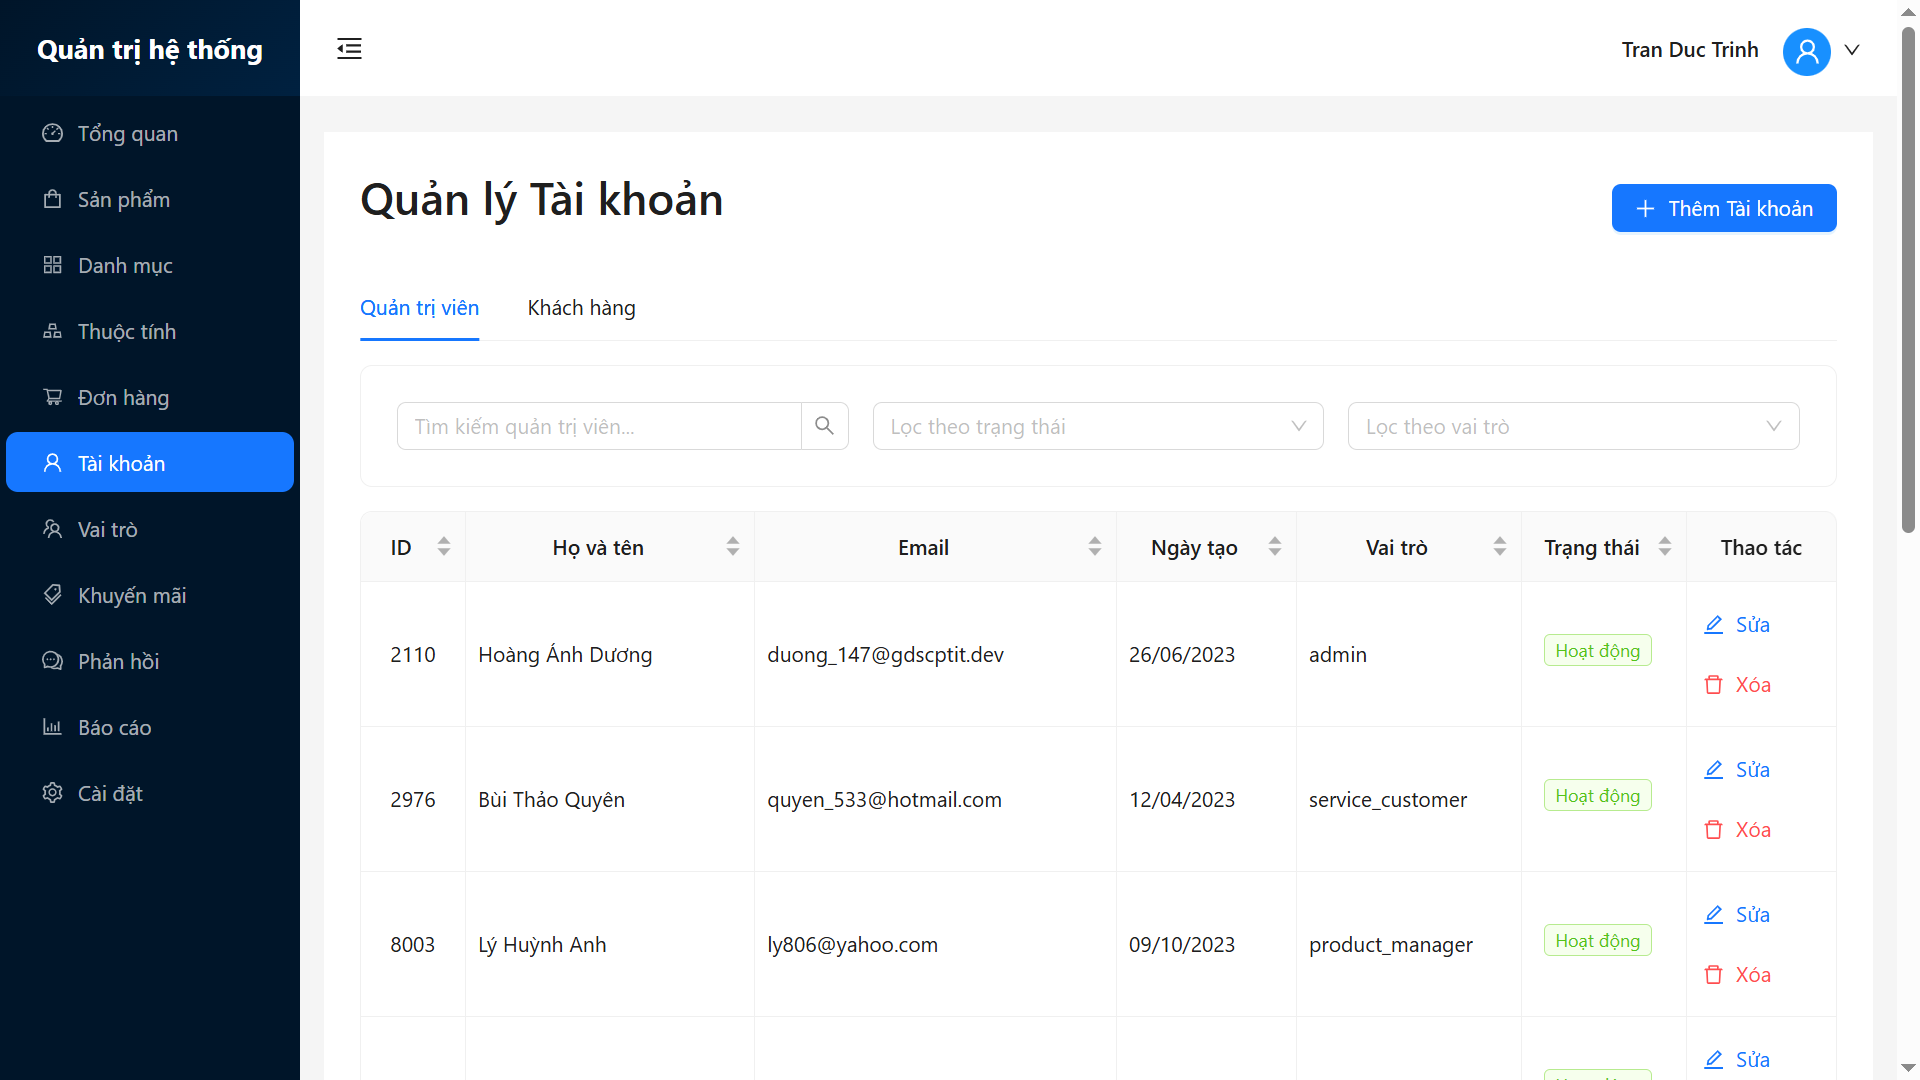 Quản trị hệ thống
Tran Duc Trinh
Tổng quan
Sản phẩm
Danh mục
Thuộc tính
Đơn hàng
Tài khoản
Vai trò
Khuyến mãi
Phản hồi
Báo cáo
Cài đặt
Quản lý Tài khoản
Thêm Tài khoản
Quản trị viên Khách hàng
Tìm kiếm quản trị viên... Lọc theo trạng thái Lọc theo vai trò
ID Họ và tên Email Ngày tạo Vai trò Trạng thái Thao tác
2110 Hoàng Ánh Dương duong_147@gdscptit.dev 26/06/2023 admin Hoạt động Sửa
Xóa
2976 Bùi Thảo Quyên quyen_533@hotmail.com 12/04/2023 service_customer Hoạt động Sửa
Xóa
8003 Lý Huỳnh Anh ly806@yahoo.com 09/10/2023 product_manager Hoạt động Sửa
Xóa
Sửa